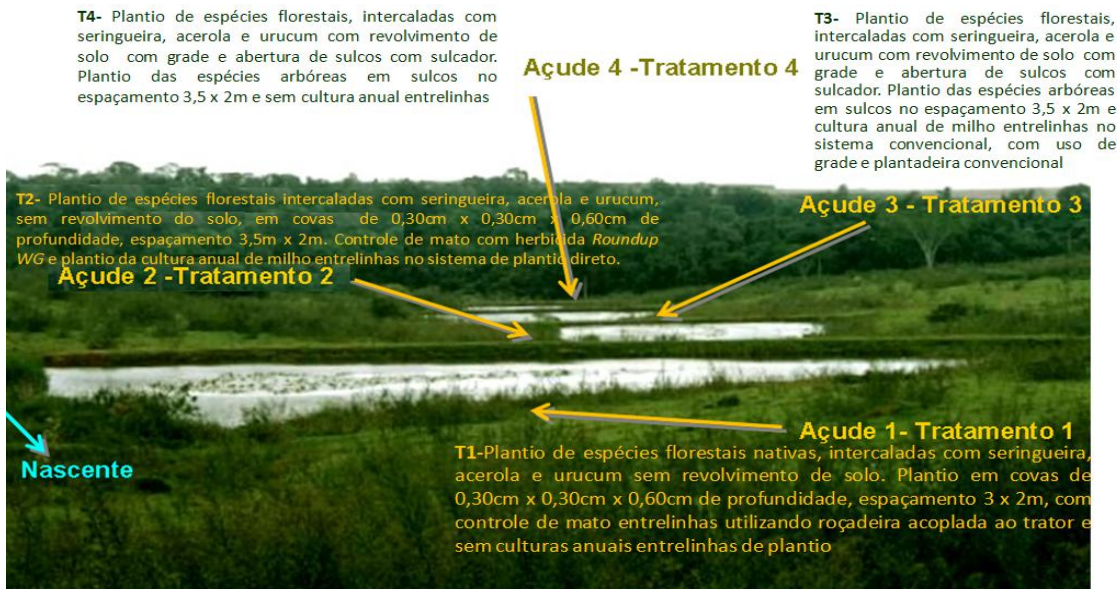 T4- Plantio de espécies florestais, intercaladas com
seringueira, acerola e urucum com revolvimento de
solo com grade e abertura de sulcos com sulcador.
Plantio das espécies arbóreas em sulcos no
espaçamento 3,5 x 2m e sem cultura anual entrelinhas
Açude 4 -Tratamento 4
T3- Plantio de espécies florestais,
intercaladas com seringueira, acerola e
urucum com revolvimento de solo com
grade e abertura de sulcos com
sulcador. Plantio das espécies arbóreas
em sulcos no espaçamento 3,5 x 2m e
cultura anual de milho entrelinhas no
sistema convencional, com uso de
grade e plantadeira convencional
T2- Plantio de espécies florestais intercaladas com seringueira, acerola e urucum,
sem revolvimento do solo, em covas de 0,30cm x 0,30cm x 0,60cm de
profundidade, espaçamento 3,5m x 2m. Controle de mato com herbicida Roundup
WG e plantio da cultura anual de milho entrelinhas no sistema de plantio direto.
Açude 3 - Tratamento 3
Açude 2 -Tratamento 2
Açude 1- Tratamento 1
Nascente
T1-Plantio de espécies florestais nativas, intercaladas com seringueira,
acerola e urucum sem revolvimento de solo. Plantio em covas de
0,30cm x 0,30cm x 0,60cm de profundidade, espaçamento 3 x 2m, com
controle de mato entrelinhas utilizando roçadeira acoplada ao trator e
sem culturas anuais entrelinhas de plantio